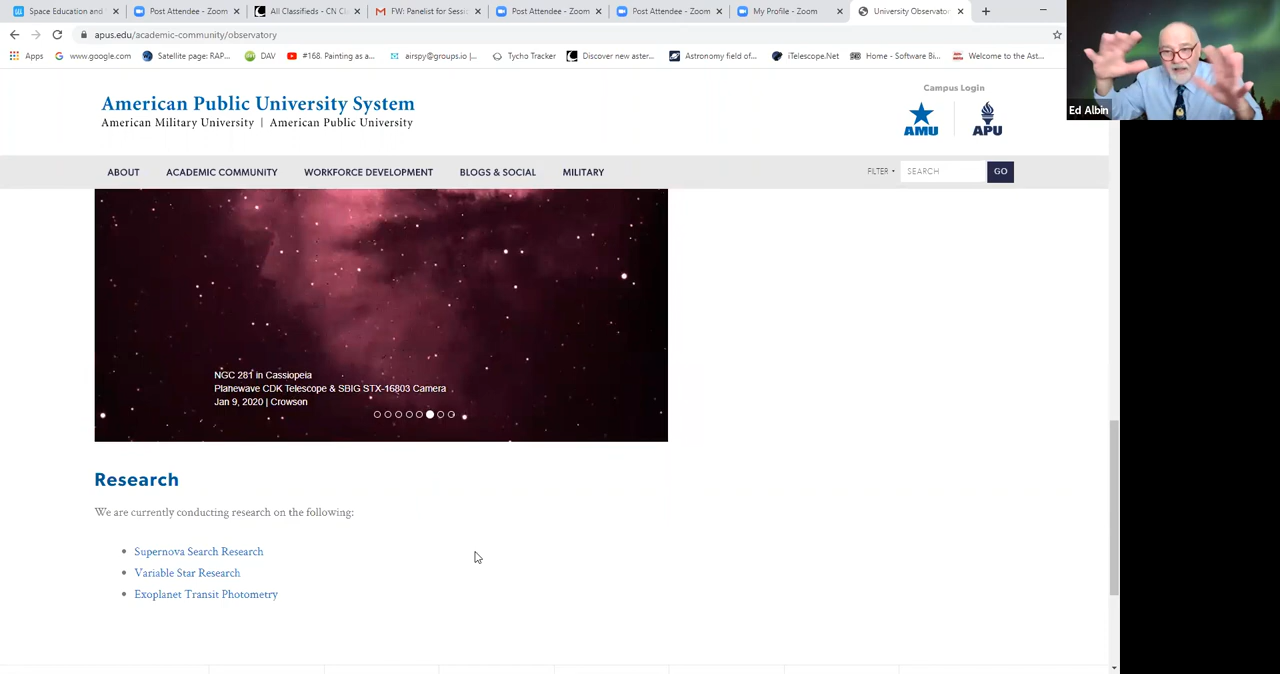 Space Education and
Post Attendee - Zoom
All Classifieds - CN Cl
FW: Panelist for Sessi
Post Attendee - Zoom
Post Attendee - Zoom
My Profile - Zoom
University Observato
apus.edu/academic-community/observatory
Apps
www.google.com
Satellite page: RAP...
DAV
#168. Painting as a...
airspy@groups.io |...
Tycho Tracker
Discover new aster...
Astronomy field of...
iTelescope.Net
Home - Software Bi...
Welcome to the Ast...
American Public University System
American Military University | American Public University
Campus Login
AMU
APU
Ed Albin
ABOUT
ACADEMIC COMMUNITY
WORKFORCE DEVELOPMENT
BLOGS & SOCIAL
MILITARY
FILTER
SEARCH
GO
NGC 281 in Cassiopeia
Planewave CDK Telescope & SBIG STX-16803 Camera
Jan 9, 2020 | Crowson
Research
We are currently conducting research on the following:
Supernova Search Research
Variable Star Research
Exoplanet Transit Photometry